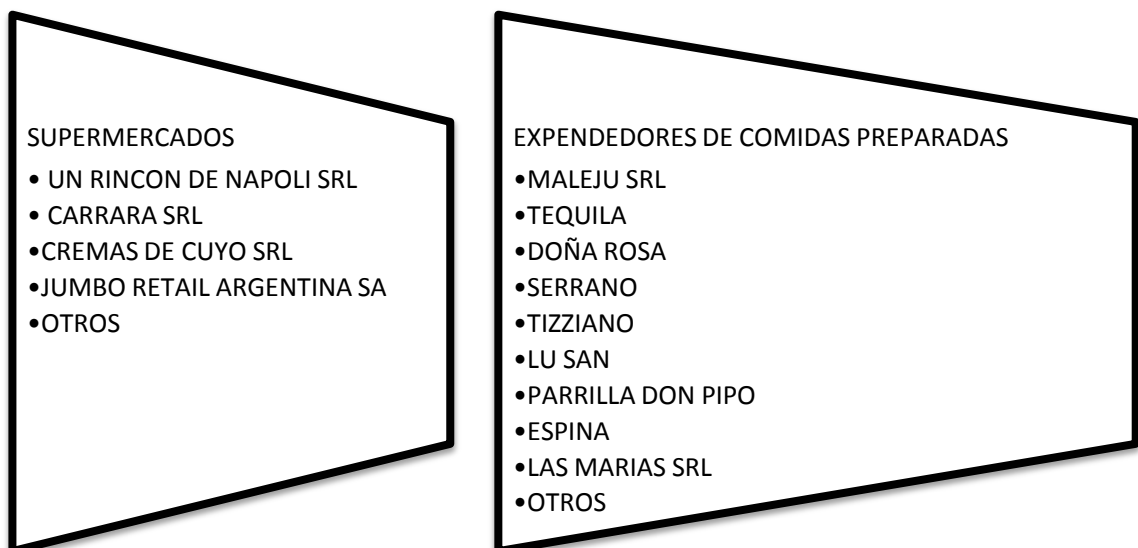 SUPERMERCADOS
• UN RINCON DE NAPOLI SRL
• CARRARA SRL
•CREMAS DE CUYO SRL
•JUMBO RETAIL ARGENTINA SA
•OTROS
EXPENDEDORES DE COMIDAS PREPARADAS
•MALEJU SRL
•TEQUILA
•DOÑA ROSA
•SERRANO
•TIZZIANO
•LU SAN
•PARRILLA DON PIPO
•ESPINA
•LAS MARIAS SRL
•OTROS